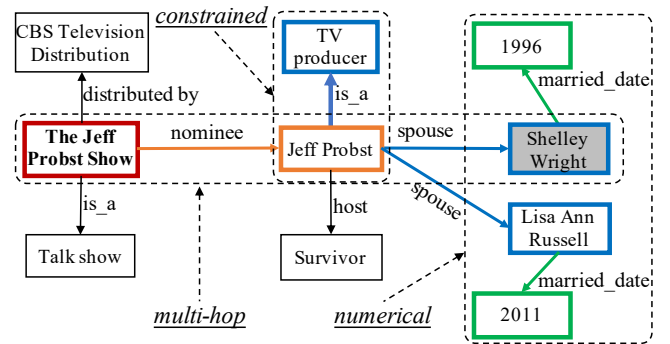 CBS Television
Distribution
constrained
TV
producer
1996
distributed by
is_a
married_date
The Jeff
Probst Show
nominee
Jeff Probst
spouse
Shelley
Wright
is_a
host
spouse
Lisa Ann
Russell
Talk show
Survivor
married_date
multi-hop
numerical
2011